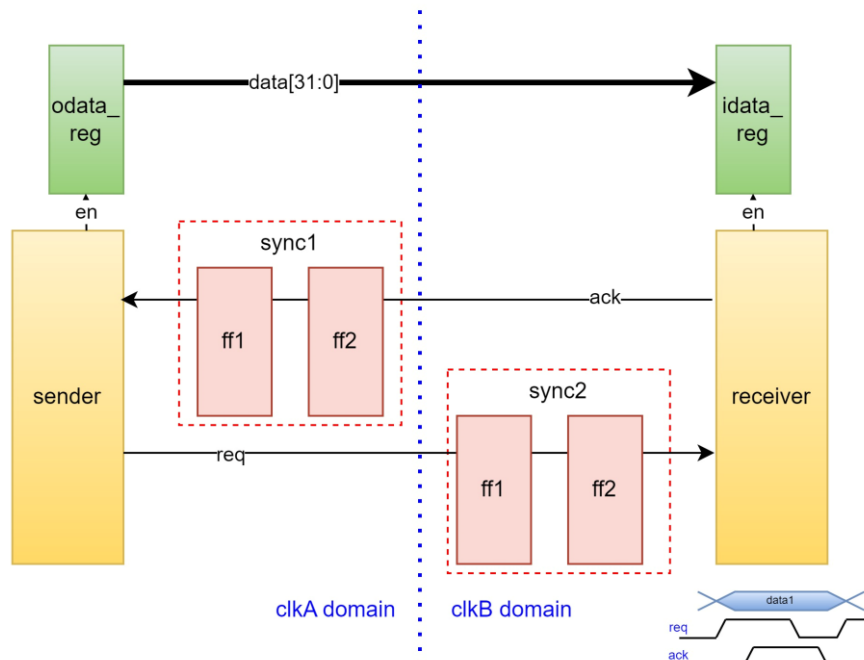 odata_
reg
data[31:0]
idata_
reg
en
en
sync1
ff1
ff2
ack
sender
sync2
receiver
req
ff1
ff2
clkA domain
clkB domain
data1
req
ack